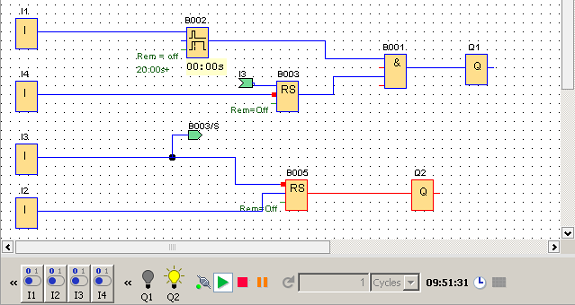 I1
B002
I
Rem = off
20:00s+
00:00s
B001
&
Q1
Q
I4
I
I3
B003
RS
Rem=Off
I3
I
B003/S
B005
RS
Rem=Off
Q2
Q
I2
I
« 0 1 0 1 0 1 0 1 «
I1 I2 I3 I4 Q1 Q2
1 Cycles 09:51:31